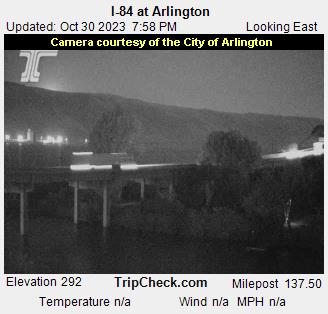 I-84 at Arlington
Updated: Oct 30 2023 7:58 PM Looking East
Camera courtesy of the City of Arlington
Elevation 292 TripCheck.com Milepost 137.50
Temperature n/a Wind n/a MPH n/a